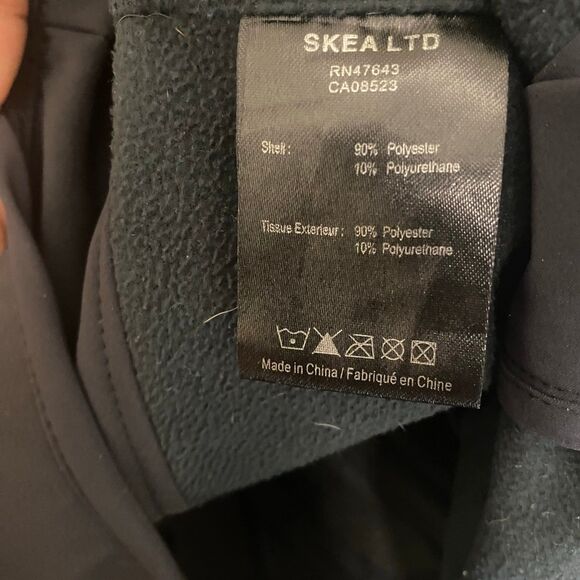 SKEA LTD
RN47643
CA08523
Shell: 90% Polyester
10% Polyurethane
Tissue Exterieur: 90% Polyester
10% Polyurethane
Made in China / Fabriqué en Chine